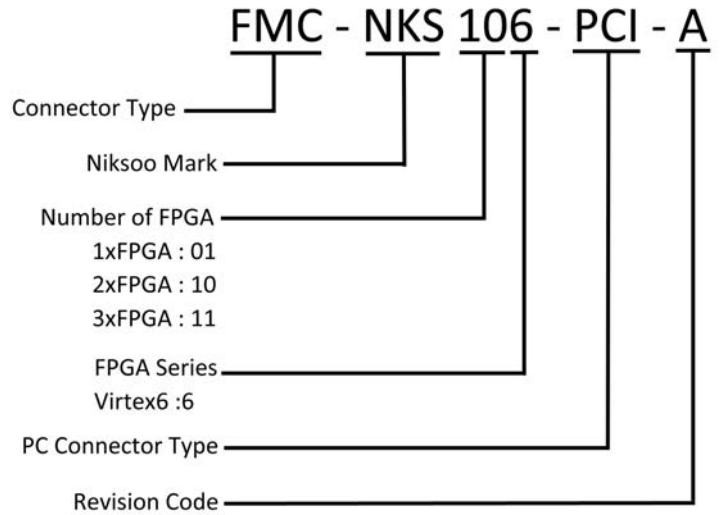 FMC - NKS 106 - PCI - A
Connector Type
Niksoo Mark
Number of FPGA
1xFPGA : 01
2xFPGA : 10
3xFPGA : 11
FPGA Series
Virtex6 :6
PC Connector Type
Revision Code